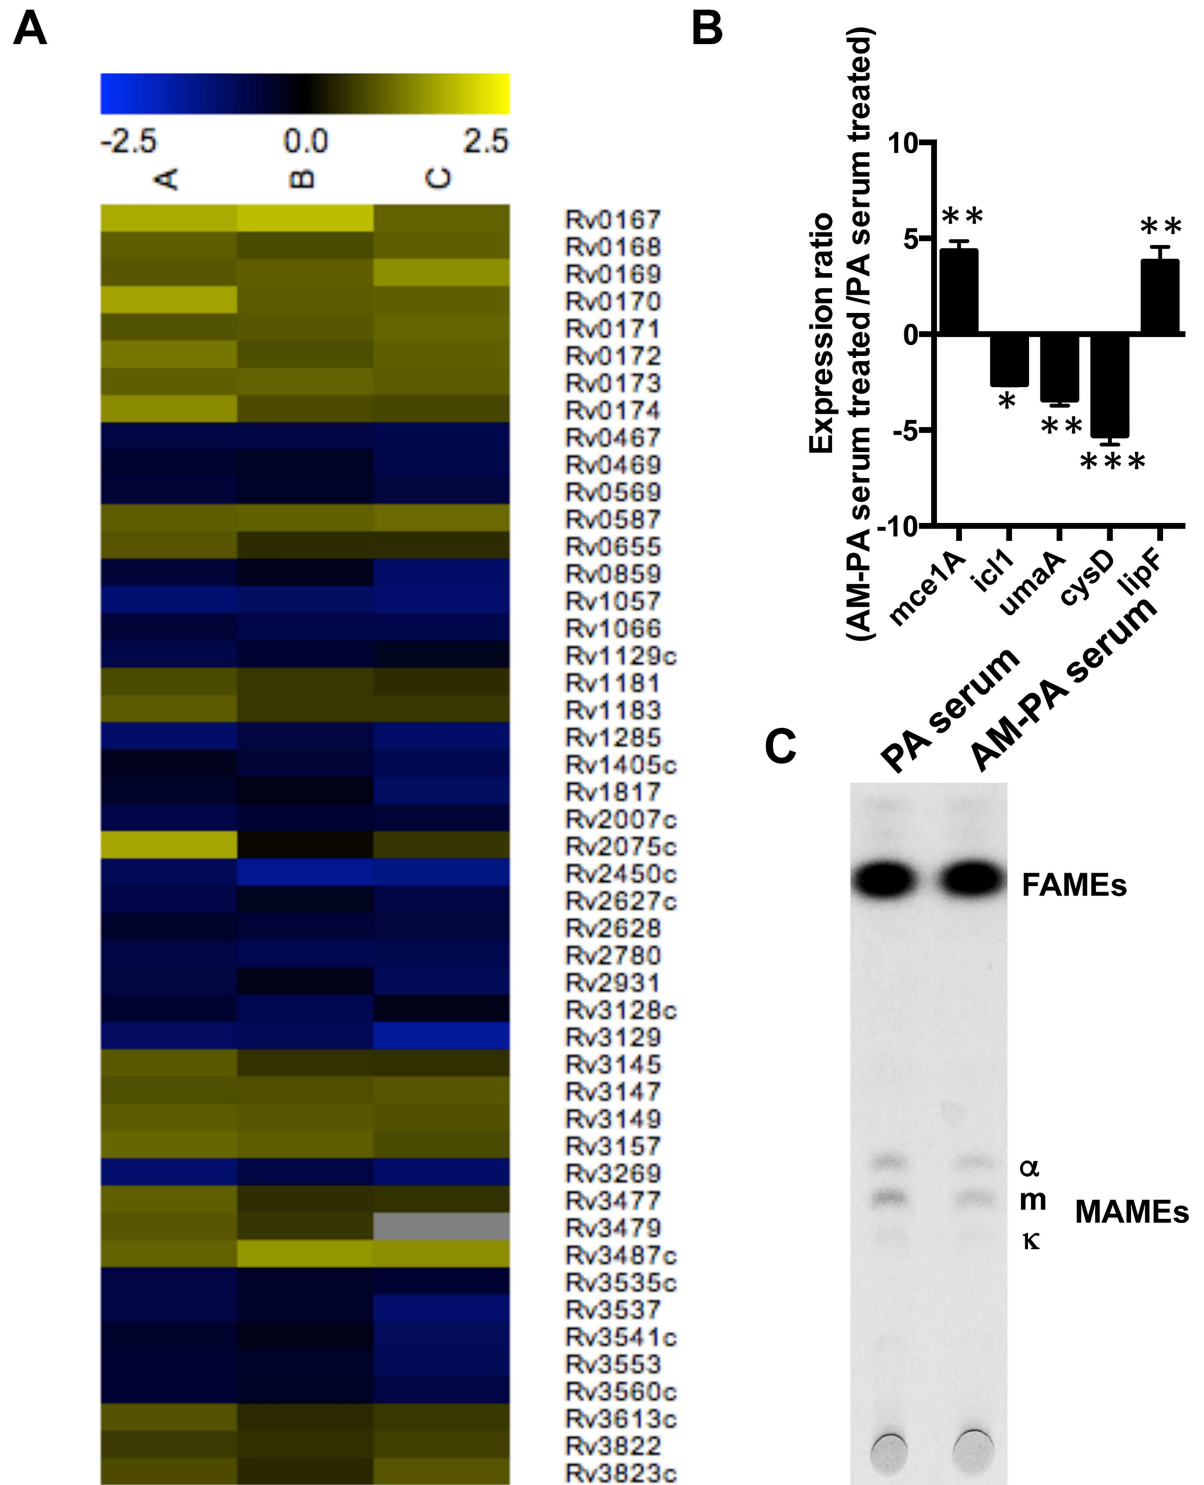 A
-2.5 0.0 2.5
A B C
Rv0167
Rv0168
Rv0169
Rv0170
Rv0171
Rv0172
Rv0173
Rv0174
Rv0467
Rv0469
Rv0569
Rv0587
Rv0655
Rv0859
Rv1057
Rv1066
Rv1129c
Rv1181
Rv1183
Rv1285
Rv1405c
Rv1817
Rv2007c
Rv2075c
Rv2450c
Rv2627c
Rv2628
Rv2780
Rv2931
Rv3128c
Rv3129
Rv3145
Rv3147
Rv3149
Rv3157
Rv3269
Rv3477
Rv3479
Rv3487c
Rv3535c
Rv3537
Rv3541c
Rv3553
Rv3560c
Rv3613c
Rv3822
Rv3823c
B
Expression ratio
(AM-PA serum treated /PA serum treated)
10
5
0
-5
-10
**
*
**
***
**
mce1A
icl1
umaA
cysD
lipF
C
PA serum
AM-PA serum
FAMEs
α
m
κ
MAMEs